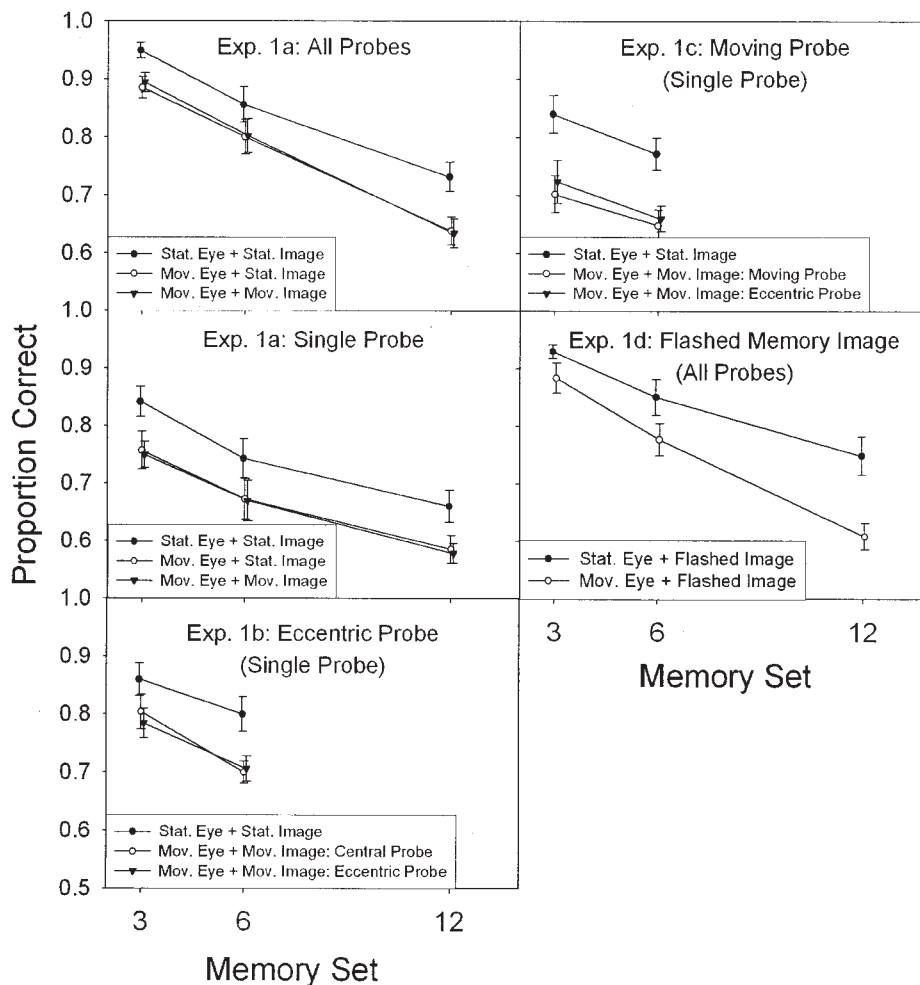 Proportion Correct
1.0
0.9
0.8
0.7
0.6
Exp. 1a: All Probes
Stat. Eye + Stat. Image
Mov. Eye + Stat. Image
Mov. Eye + Mov. Image
Exp. 1c: Moving Probe
(Single Probe)
Stat. Eye + Stat. Image
Mov. Eye + Mov. Image: Moving Probe
Mov. Eye + Mov. Image: Eccentric Probe
1.0
0.9
0.8
0.7
0.6
Exp. 1a: Single Probe
Stat. Eye + Stat. Image
Mov. Eye + Stat. Image
Mov. Eye + Mov. Image
Exp. 1d: Flashed Memory Image
(All Probes)
Stat. Eye + Flashed Image
Mov. Eye + Flashed Image
3 6 12
Memory Set
1.0
0.9
0.8
0.7
0.6
0.5
Exp. 1b: Eccentric Probe
(Single Probe)
Stat. Eye + Stat. Image
Mov. Eye + Mov. Image: Central Probe
Mov. Eye + Mov. Image: Eccentric Probe
3 6 12
Memory Set